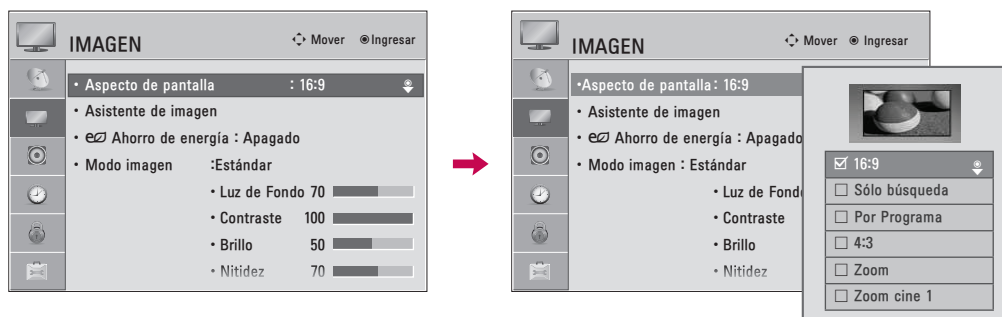 IMAGEN Mover Ingresar
• Aspecto de pantalla : 16:9
• Asistente de imagen
• Ahorro de energía : Apagado
• Modo imagen :Estándar
• Luz de Fondo 70
• Contraste 100
• Brillo 50
• Nitidez 70
IMAGEN Mover Ingresar
•Aspecto de pantalla: 16:9
• Asistente de imagen
• Ahorro de energía : Apagado
• Modo imagen : Estándar
• Luz de Fondo
• Contraste
• Brillo
• Nitidez
☑ 16:9
☐ Sólo búsqueda
☐ Por Programa
☐ 4:3
☐ Zoom
☐ Zoom cine 1